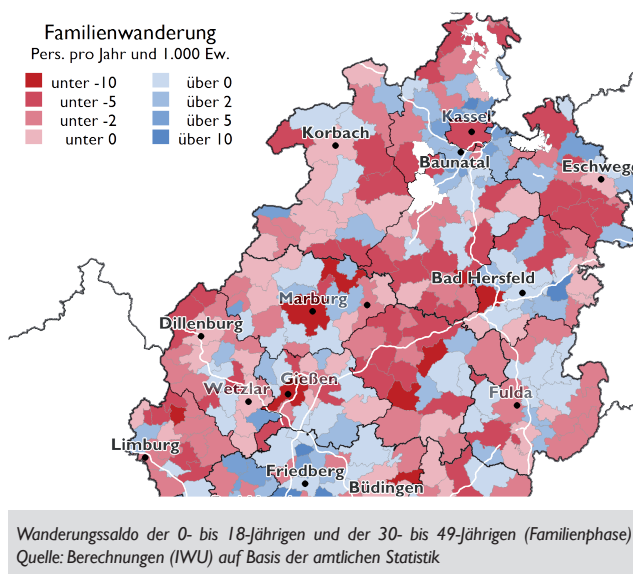 Familienwanderung
Pers. pro Jahr und 1.000 Ew.
unter -10
über 0
unter -5
über 2
unter -2
über 5
unter 0
über 10
Kassel
Korbach
Baunatal
Eschwege
Bad Hersfeld
Marburg
Dillenburg
Gießen
Wetzlar
Fulda
Limburg
Friedberg
Büdingen
Wanderungssaldo der 0- bis 18-Jährigen und der 30- bis 49-Jährigen (Familienphase)
Quelle: Berechnungen (IWU) auf Basis der amtlichen Statistik